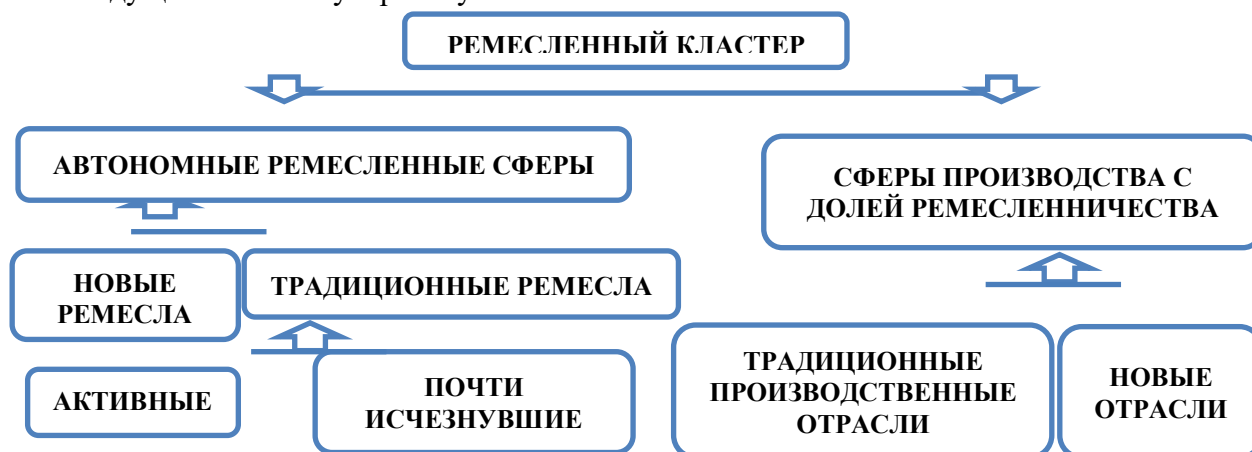 РЕМЕСЛЕННЫЙ КЛАСТЕР
АВТОНОМНЫЕ РЕМЕСЛЕННЫЕ СФЕРЫ
СФЕРЫ ПРОИЗВОДСТВА С
ДОЛЕЙ РЕМЕСЛЕННИЧЕСТВА
НОВЫЕ
РЕМЕСЛА
ТРАДИЦИОННЫЕ РЕМЕСЛА
АКТИВНЫЕ
ПОЧТИ
ИСЧЕЗНУВШИЕ
ТРАДИЦИОННЫЕ
ПРОИЗВОДСТВЕННЫЕ
ОТРАСЛИ
НОВЫЕ
ОТРАСЛИ